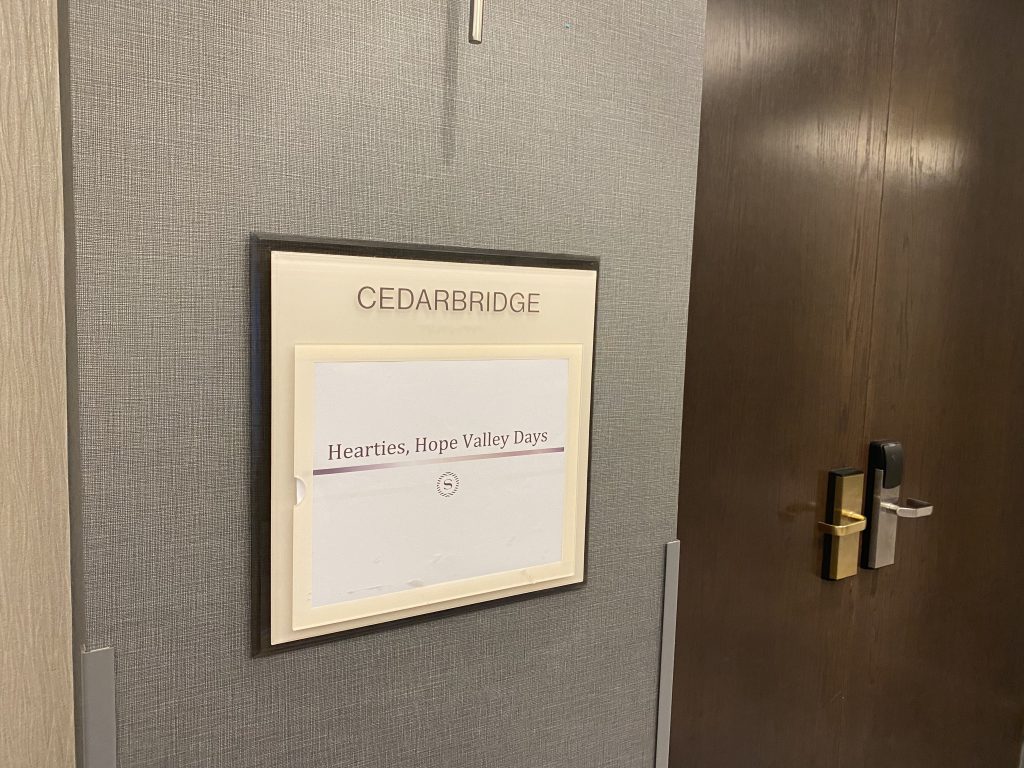 CEDARBRIDGE
Hearties, Hope Valley Days
S